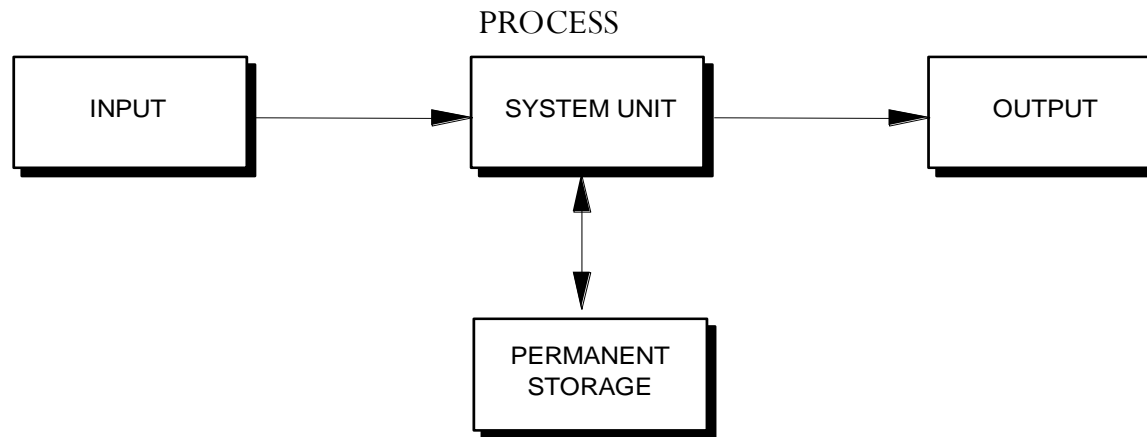 PROCESS
INPUT
SYSTEM UNIT
OUTPUT
PERMANENT
STORAGE